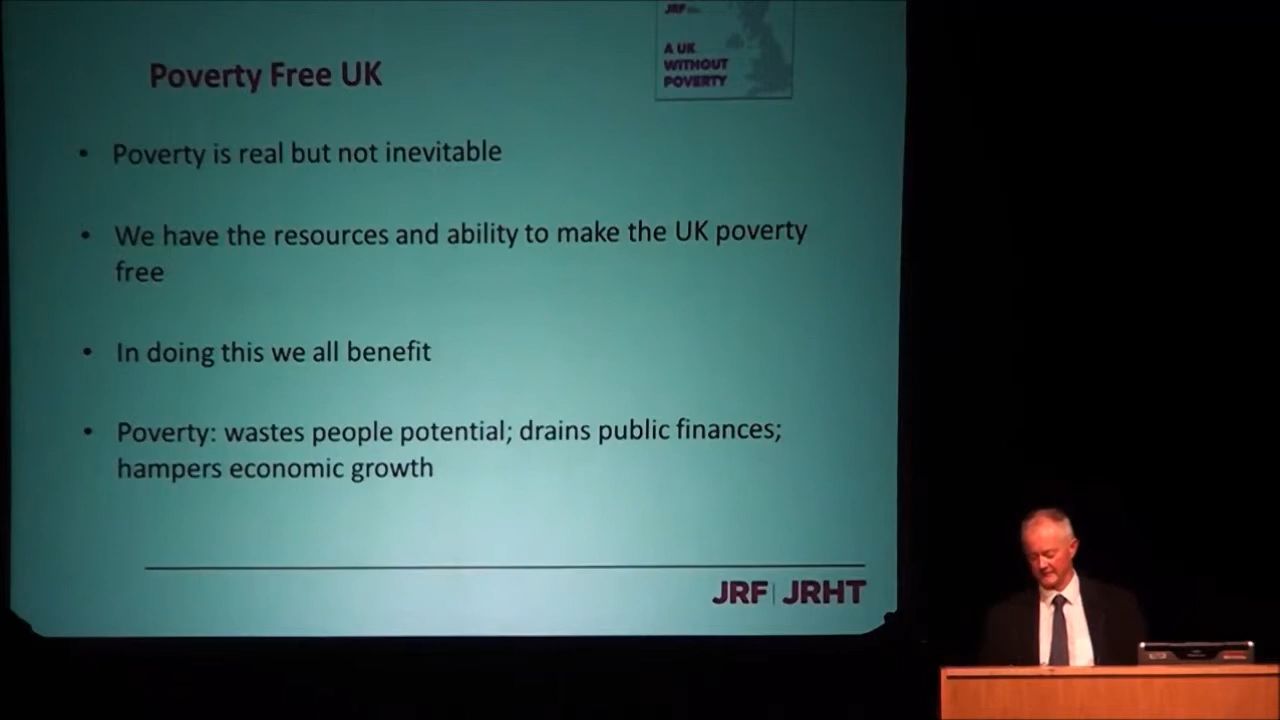 JRF
A UK
WITHOUT
POVERTY
Poverty Free UK
• Poverty is real but not inevitable
• We have the resources and ability to make the UK poverty
free
• In doing this we all benefit
• Poverty: wastes people potential; drains public finances;
hampers economic growth
JRF | JRHT